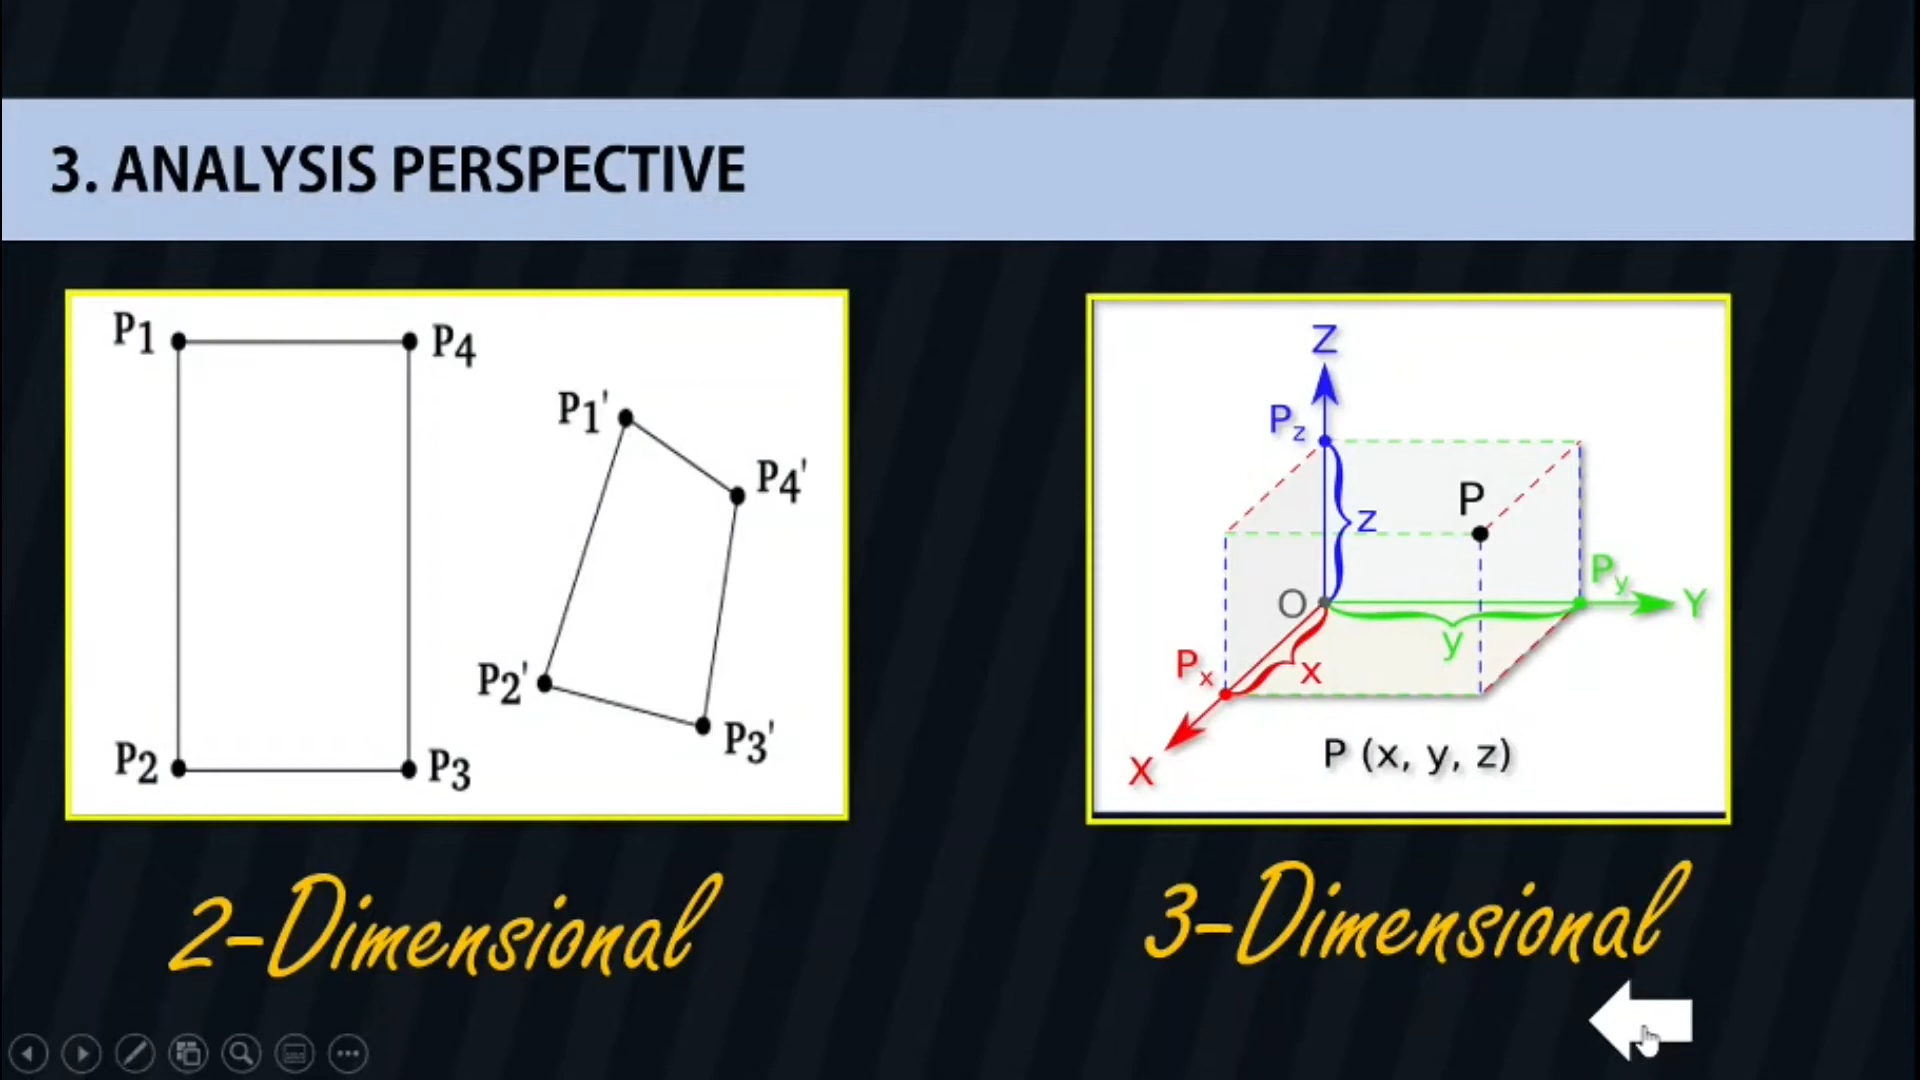 3. ANALYSIS PERSPECTIVE
P1
P4
P1'
P4'
P2'
P3'
P2
P3
Z
Pz
P
z
O
Py
Y
y
Px
x
X
P (x, y, z)
2-Dimensional
3-Dimensional